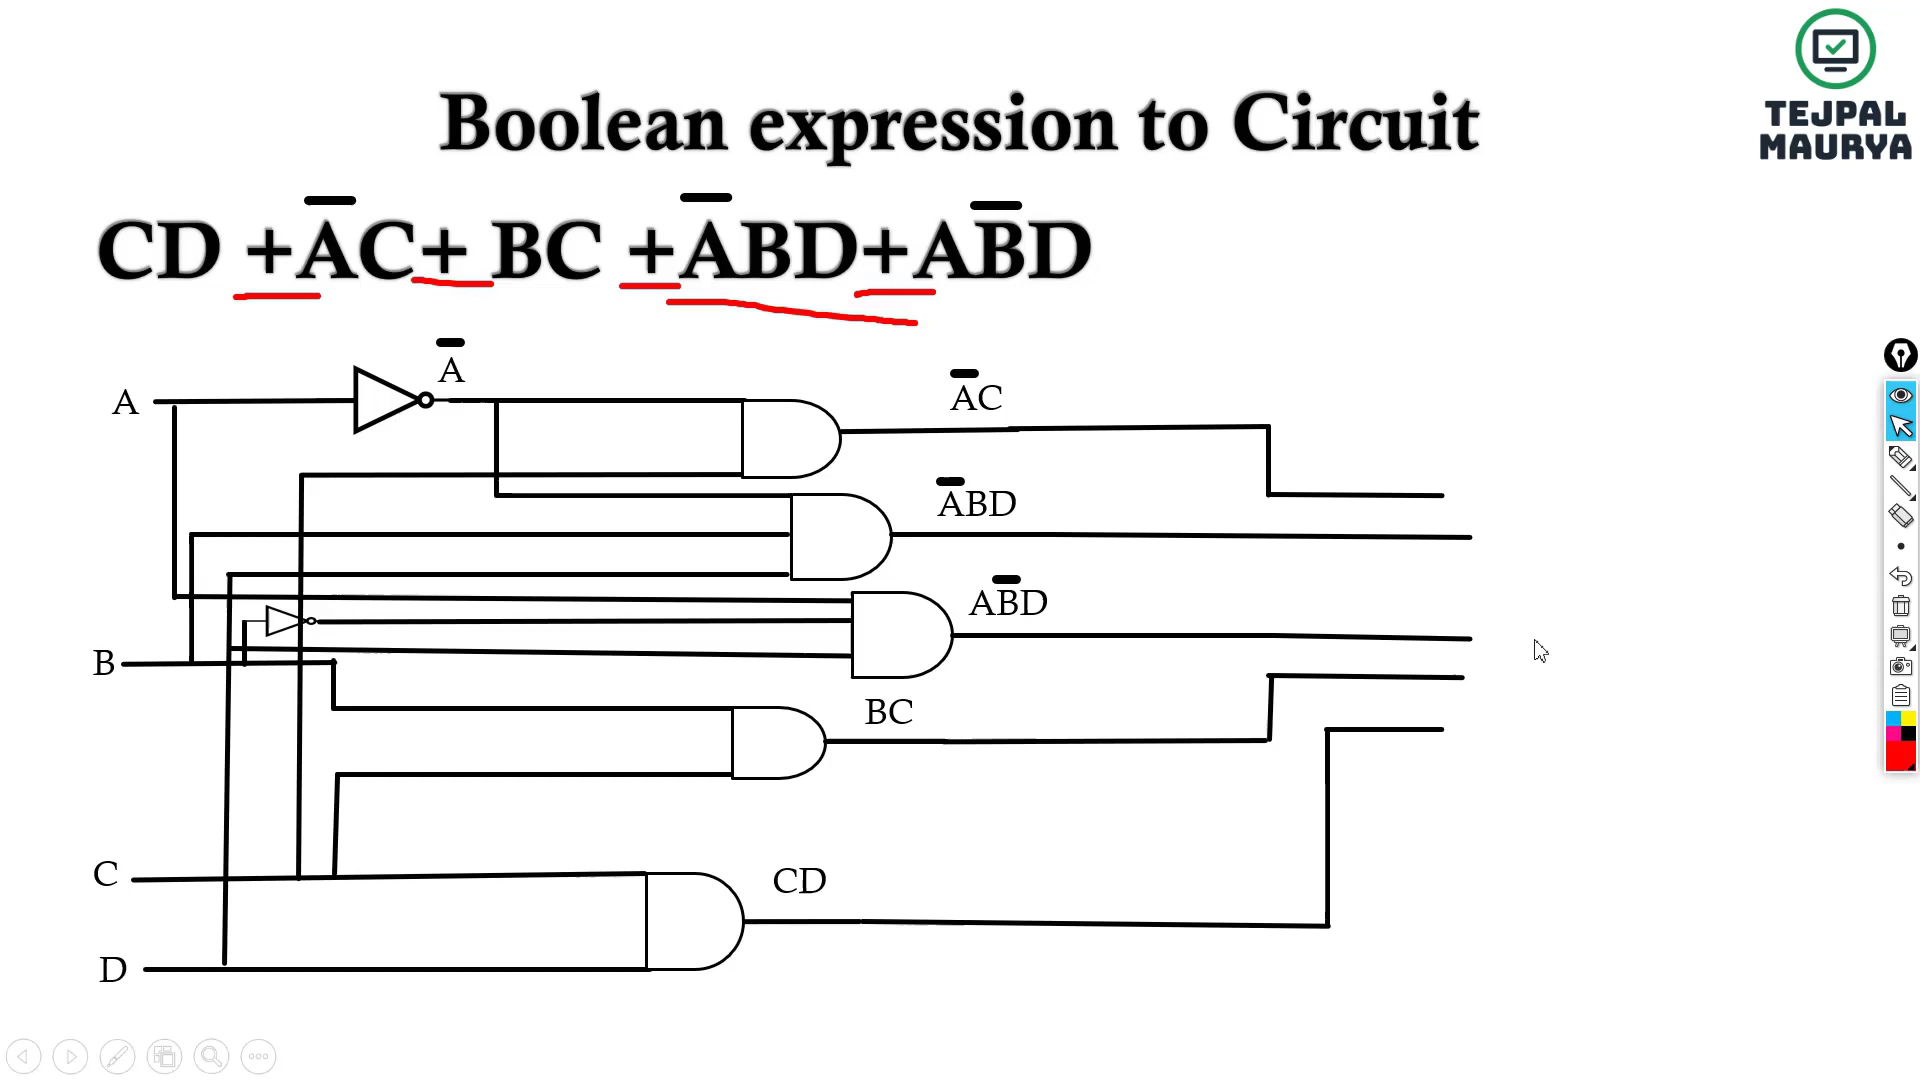 TEJPAL
MAURYA
Boolean expression to Circuit
CD +A̅C+ BC +A̅BD+AB̅D
A̅
A
A̅C
A̅BD
AB̅D
B
BC
C
CD
D